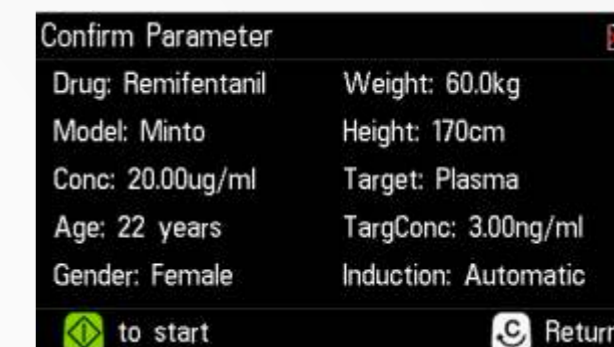 Confirm Parameter
Drug: Remifentanil Weight: 60.0kg
Model: Minto Height: 170cm
Conc: 20.00ug/ml Target: Plasma
Age: 22 years TargConc: 3.00ng/ml
Gender: Female Induction: Automatic
to start C Return